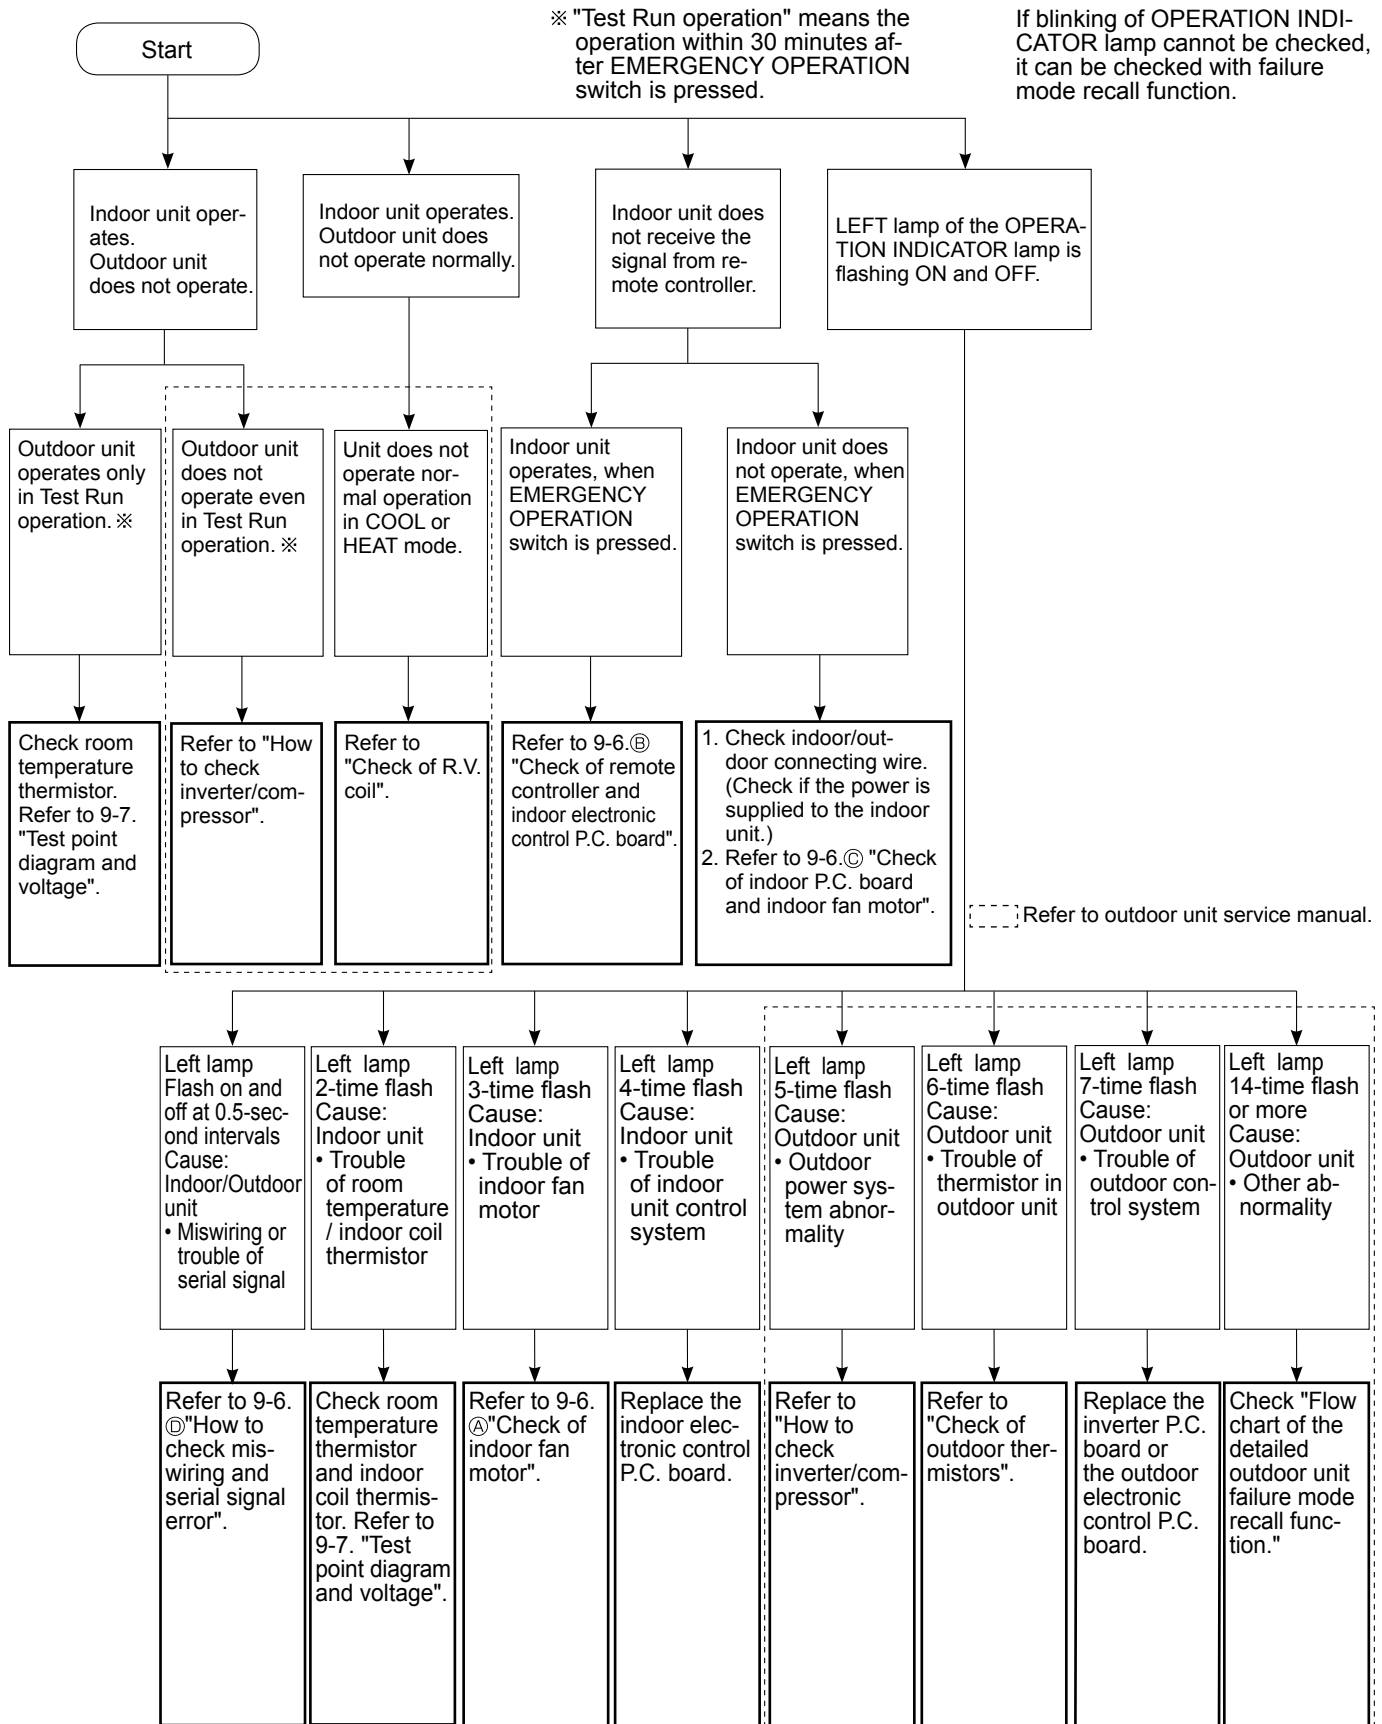 Start
※ "Test Run operation" means the
operation within 30 minutes af-
ter EMERGENCY OPERATION
switch is pressed.
If blinking of OPERATION INDI-
CATOR lamp cannot be checked,
it can be checked with failure
mode recall function.
Indoor unit oper-
ates.
Outdoor unit
does not operate.
Indoor unit operates.
Outdoor unit does
not operate normally.
Indoor unit does
not receive the
signal from re-
mote controller.
LEFT lamp of the OPERA-
TION INDICATOR lamp is
flashing ON and OFF.
Outdoor unit
operates only
in Test Run
operation. ※
Outdoor unit
does not
operate even
in Test Run
operation. ※
Unit does not
operate nor-
mal operation
in COOL or
HEAT mode.
Indoor unit
operates, when
EMERGENCY
OPERATION
switch is pressed.
Indoor unit does
not operate, when
EMERGENCY
OPERATION
switch is pressed.
Check room
temperature
thermistor.
Refer to 9-7.
"Test point
diagram and
voltage".
Refer to "How
to check
inverter/com-
pressor".
Refer to
"Check of R.V.
coil".
Refer to 9-6.Ⓑ
"Check of remote
controller and
indoor electronic
control P.C. board".
1. Check indoor/out-
door connecting wire.
(Check if the power is
supplied to the indoor
unit.)
2. Refer to 9-6.Ⓒ "Check
of indoor P.C. board
and indoor fan motor".
Refer to outdoor unit service manual.
Left lamp
Flash on and
off at 0.5-sec-
ond intervals
Cause:
Indoor/Outdoor
unit
• Miswiring or
trouble of
serial signal
Left lamp
2-time flash
Cause:
Indoor unit
• Trouble
of room
temperature
/ indoor coil
thermistor
Left lamp
3-time flash
Cause:
Indoor unit
• Trouble of
indoor fan
motor
Left lamp
4-time flash
Cause:
Indoor unit
• Trouble
of indoor
unit control
system
Left lamp
5-time flash
Cause:
Outdoor unit
• Outdoor
power sys-
tem abnor-
mality
Left lamp
6-time flash
Cause:
Outdoor unit
• Trouble of
thermistor in
outdoor unit
Left lamp
7-time flash
Cause:
Outdoor unit
• Trouble of
outdoor con-
trol system
Left lamp
14-time flash
or more
Cause:
Outdoor unit
• Other ab-
normality
Refer to 9-6.
Ⓓ"How to
check mis-
wiring and
serial signal
error".
Check room
temperature
thermistor
and indoor
coil thermis-
tor. Refer to
9-7. "Test
point diagram
and voltage".
Refer to 9-6.
Ⓐ"Check of
indoor fan
motor".
Replace the
indoor elec-
tronic control
P.C. board.
Refer to
"How to
check
inverter/com-
pressor".
Refer to
"Check of
outdoor ther-
mistors".
Replace the
inverter P.C.
board or
the outdoor
electronic
control P.C.
board.
Check "Flow
chart of the
detailed
outdoor unit
failure mode
recall func-
tion."